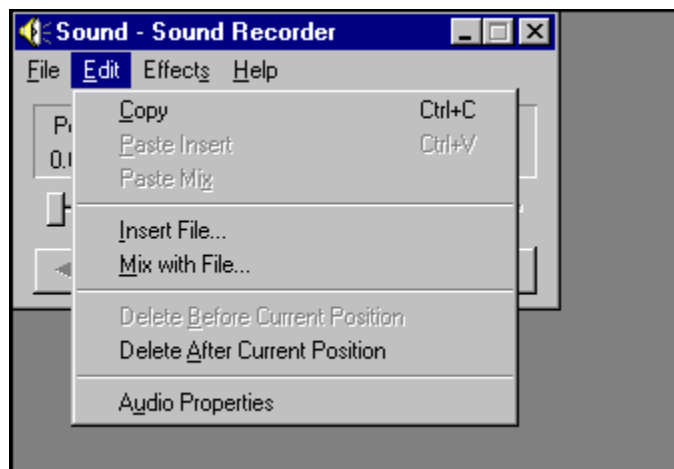 Sound - Sound Recorder
File Edit Effects Help
Copy Ctrl+C
Paste Insert Ctrl+V
Paste Mix
Insert File...
Mix with File...
Delete Before Current Position
Delete After Current Position
Audio Properties